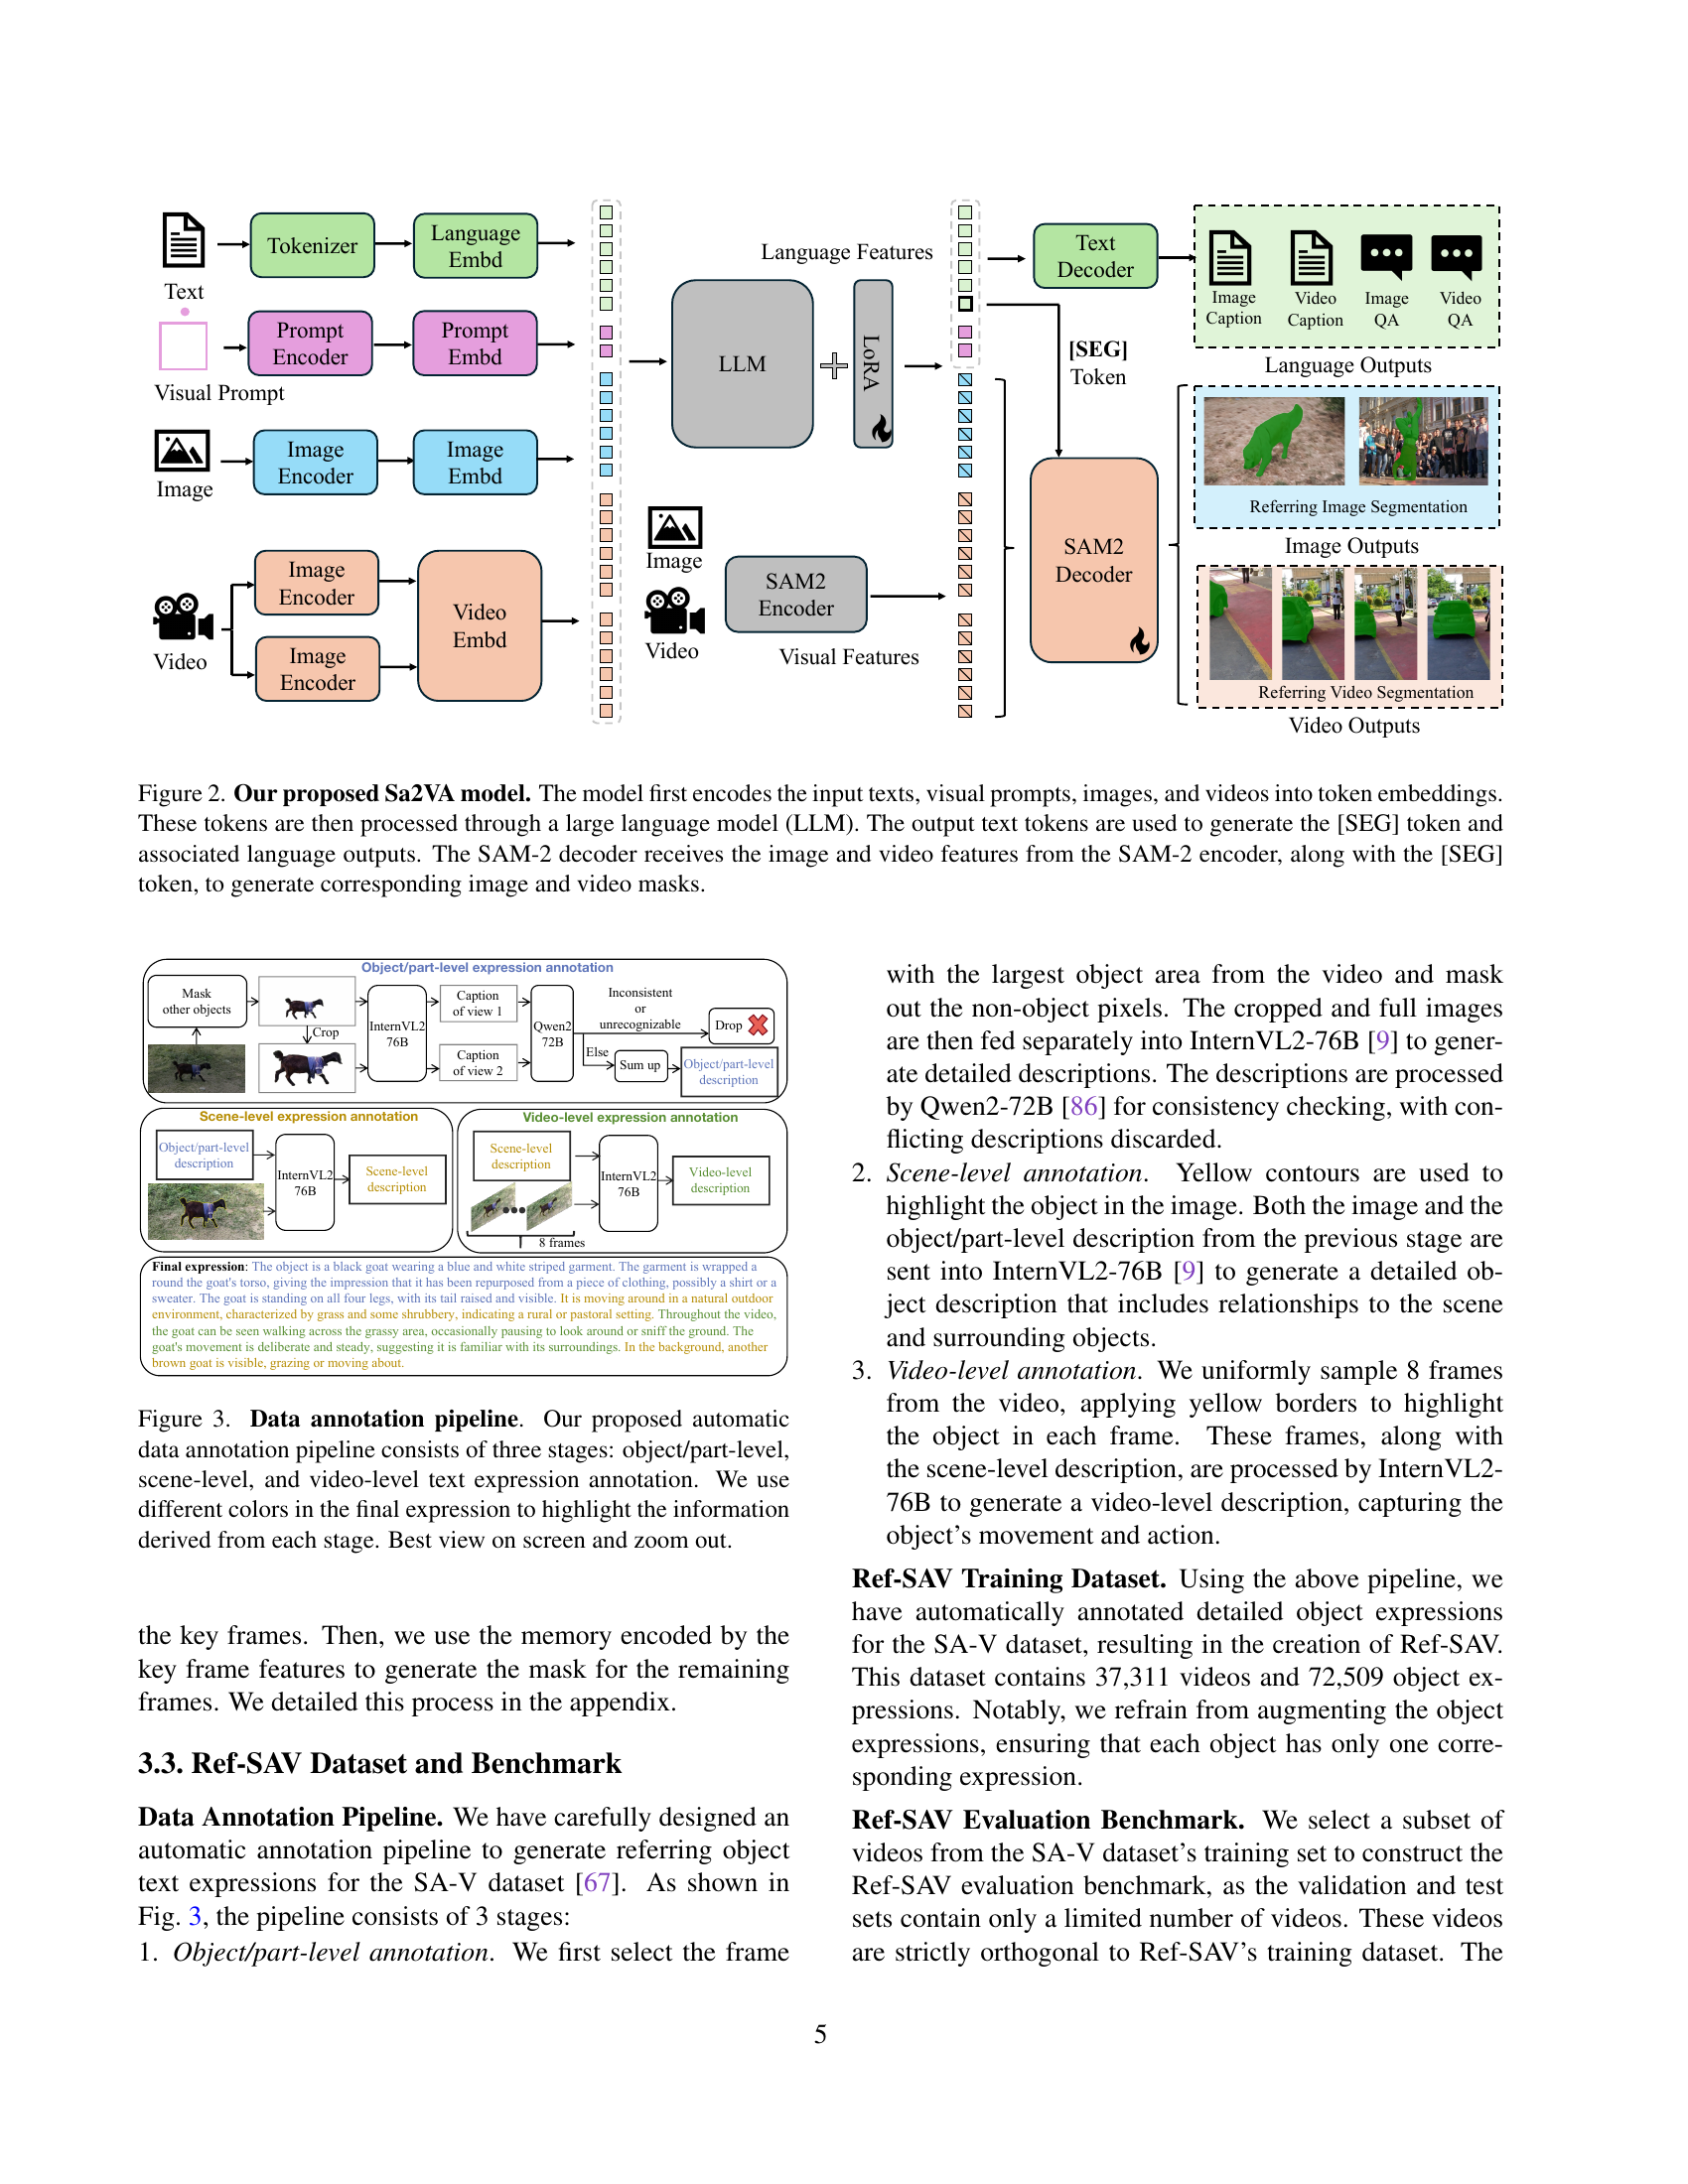 Text
Tokenizer
Language
Embd
Visual Prompt
Prompt
Encoder
Prompt
Embd
Image
Image
Encoder
Image
Embd
Video
Image
Encoder
Image
Encoder
Video
Embd
LLM
LoRA
Image
Video
SAM2
Encoder
Language Features
Visual Features
[SEG]
Token
Text
Decoder
SAM2
Decoder
Image
Caption
Video
Caption
Image
QA
Video
QA
Language Outputs
Referring Image Segmentation
Image Outputs
Referring Video Segmentation
Video Outputs
Figure 2. Our proposed Sa2VA model. The model first encodes the input texts, visual prompts, images, and videos into token embeddings.
These tokens are then processed through a large language model (LLM). The output text tokens are used to generate the [SEG] token and
associated language outputs. The SAM-2 decoder receives the image and video features from the SAM-2 encoder, along with the [SEG]
token, to generate corresponding image and video masks.
Object/part-level expression annotation
Mask
other objects
Crop
InternVL2
76B
Caption
of view 1
Caption
of view 2
Qwen2
72B
Inconsistent
or
unrecognizable
Drop
Else
Sum up
Object/part-level
description
Scene-level expression annotation
Object/part-level
description
InternVL2
76B
Scene-level
description
Video-level expression annotation
Scene-level
description
8 frames
InternVL2
76B
Video-level
description
Final expression: The object is a black goat wearing a blue and white striped garment. The garment is wrapped a
round the goat's torso, giving the impression that it has been repurposed from a piece of clothing, possibly a shirt or a
sweater. The goat is standing on all four legs, with its tail raised and visible. It is moving around in a natural outdoor
environment, characterized by grass and some shrubbery, indicating a rural or pastoral setting. Throughout the video,
the goat can be seen walking across the grassy area, occasionally pausing to look around or sniff the ground. The
goat's movement is deliberate and steady, suggesting it is familiar with its surroundings. In the background, another
brown goat is visible, grazing or moving about.
Figure 3. Data annotation pipeline. Our proposed automatic
data annotation pipeline consists of three stages: object/part-level,
scene-level, and video-level text expression annotation. We use
different colors in the final expression to highlight the information
derived from each stage. Best view on screen and zoom out.
the key frames. Then, we use the memory encoded by the
key frame features to generate the mask for the remaining
frames. We detailed this process in the appendix.
3.3. Ref-SAV Dataset and Benchmark
Data Annotation Pipeline. We have carefully designed an
automatic annotation pipeline to generate referring object
text expressions for the SA-V dataset [67]. As shown in
Fig. 3, the pipeline consists of 3 stages:
1. Object/part-level annotation. We first select the frame
with the largest object area from the video and mask
out the non-object pixels. The cropped and full images
are then fed separately into InternVL2-76B [9] to gener-
ate detailed descriptions. The descriptions are processed
by Qwen2-72B [86] for consistency checking, with con-
flicting descriptions discarded.
2. Scene-level annotation. Yellow contours are used to
highlight the object in the image. Both the image and the
object/part-level description from the previous stage are
sent into InternVL2-76B [9] to generate a detailed ob-
ject description that includes relationships to the scene
and surrounding objects.
3. Video-level annotation. We uniformly sample 8 frames
from the video, applying yellow borders to highlight
the object in each frame. These frames, along with
the scene-level description, are processed by InternVL2-
76B to generate a video-level description, capturing the
object's movement and action.
Ref-SAV Training Dataset. Using the above pipeline, we
have automatically annotated detailed object expressions
for the SA-V dataset, resulting in the creation of Ref-SAV.
This dataset contains 37,311 videos and 72,509 object ex-
pressions. Notably, we refrain from augmenting the object
expressions, ensuring that each object has only one corre-
sponding expression.
Ref-SAV Evaluation Benchmark. We select a subset of
videos from the SA-V dataset's training set to construct the
Ref-SAV evaluation benchmark, as the validation and test
sets contain only a limited number of videos. These videos
are strictly orthogonal to Ref-SAV's training dataset. The
5